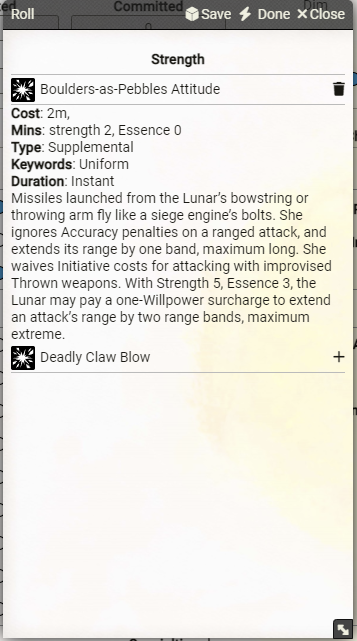 ted
Committed
Dim
Roll
Save
Done
Close
Strength
Boulders-as-Pebbles Attitude
Cost: 2m,
Mins: strength 2, Essence 0
Type: Supplemental
Keywords: Uniform
Duration: Instant
Missiles launched from the Lunar’s bowstring or
throwing arm fly like a siege engine’s bolts. She
ignores Accuracy penalties on a ranged attack, and
extends its range by one band, maximum long. She
waives Initiative costs for attacking with improvised
Thrown weapons. With Strength 5, Essence 3, the
Lunar may pay a one-Willpower surcharge to extend
an attack’s range by two range bands, maximum
extreme.
Deadly Claw Blow